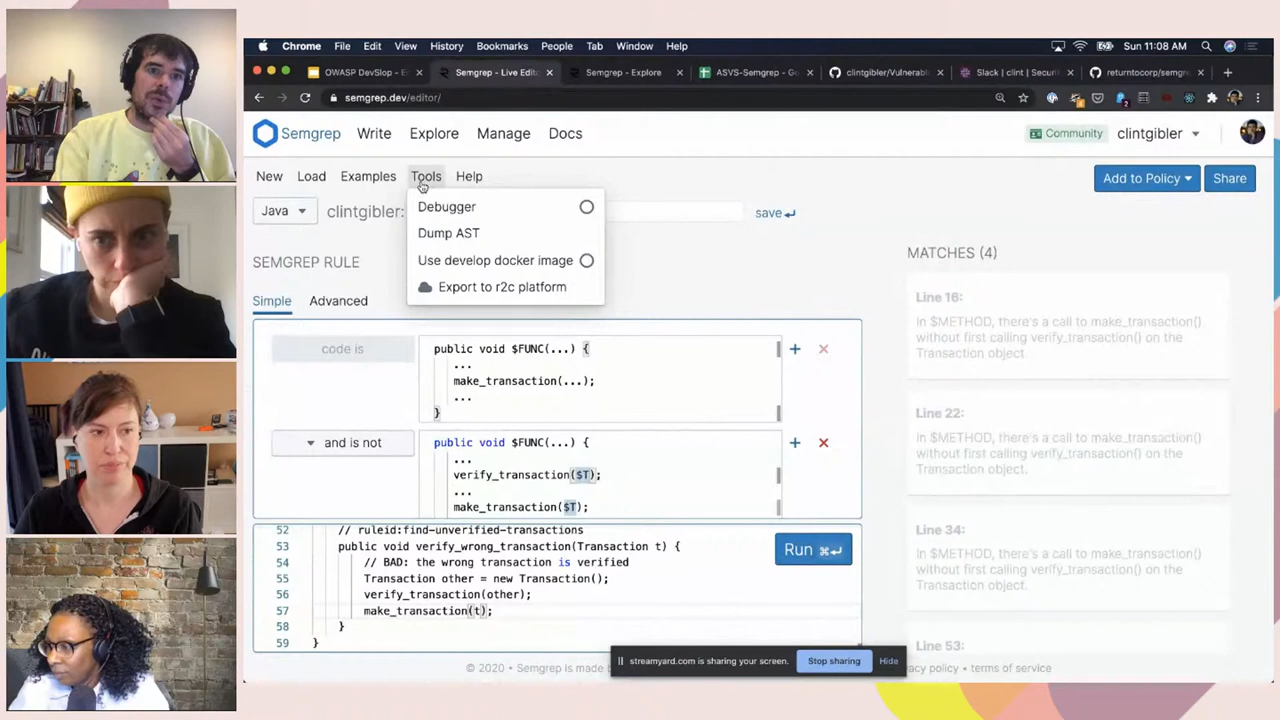 Chrome File Edit View History Bookmarks People Tab Window Help Sun 11:08 AM
OWASP DevSlop - E
Semgrep - Live Edito
Semgrep - Explore
ASVS-Semgrep - Go
clintgibler/Vulnerabl
Slack | clint | Securi
returntocorp/semgre
semgrep.dev/editor/
Semgrep Write Explore Manage Docs Community clintgibler
New Load Examples Tools Help Add to Policy Share
Java clintgibler: save
Debugger
Dump AST
Use develop docker image
Export to r2c platform
SEMGREP RULE
Simple Advanced
code is
public void $FUNC(...) {
...
make_transaction(...);
...
}
and is not
public void $FUNC(...) {
...
verify_transaction($T);
...
make_transaction($T);
52 // ruleid:find-unverified-transactions
53 public void verify_wrong_transaction(Transaction t) {
54 // BAD: the wrong transaction is verified
55 Transaction other = new Transaction();
56 verify_transaction(other);
57 make_transaction(t);
58 }
59 }
Run
MATCHES (4)
Line 16:
In $METHOD, there's a call to make_transaction()
without first calling verify_transaction() on the
Transaction object.
Line 22:
In $METHOD, there's a call to make_transaction()
without first calling verify_transaction() on the
Transaction object.
Line 34:
In $METHOD, there's a call to make_transaction()
without first calling verify_transaction() on the
Transaction object.
Line 53:
© 2020 • Semgrep is made b
streamyard.com is sharing your screen. Stop sharing Hide
policy • terms of service